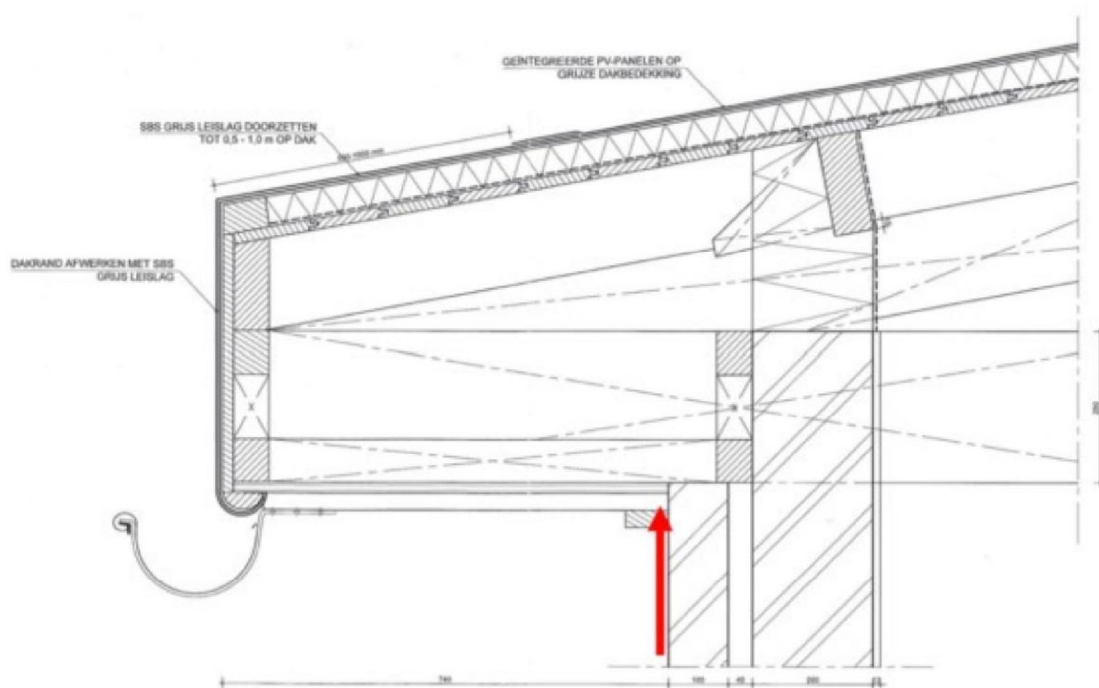 GEÏNTEGREERDE PV-PANELEN OP
GRIJZE DAKBEDEKKING
SBS GRIJS LEISLAG DOORZETTEN
TOT 0,5 - 1,0 m OP DAK
DAKRAND AFWERKEN MET SBS
GRIJS LEISLAG
740
100
40
200